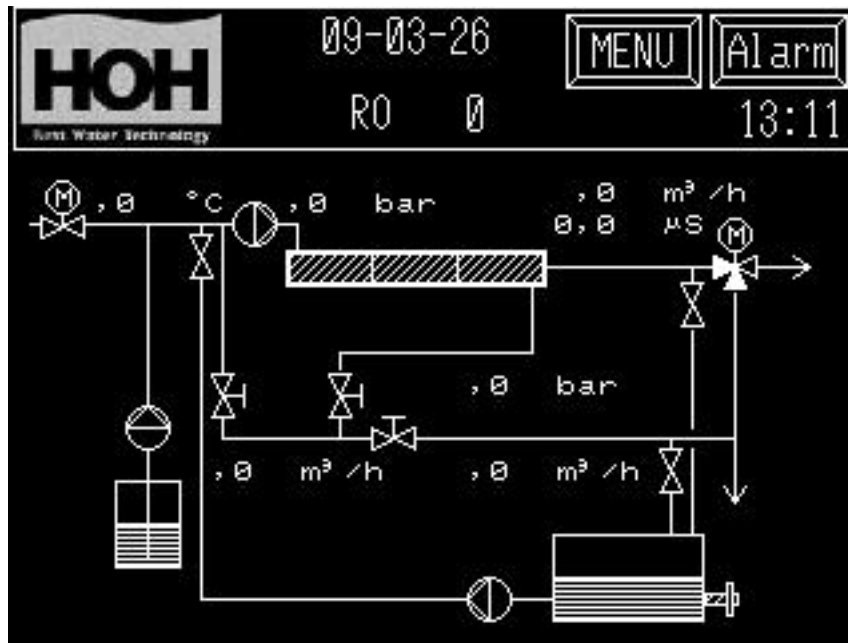 HOH
Best Water Technology
09-03-26
MENU
Alarm
RO 0
13:11
M
,0 °C
,0 bar
,0 m³/h
0,0 µS
M
,0 bar
,0 m³/h
,0 m³/h